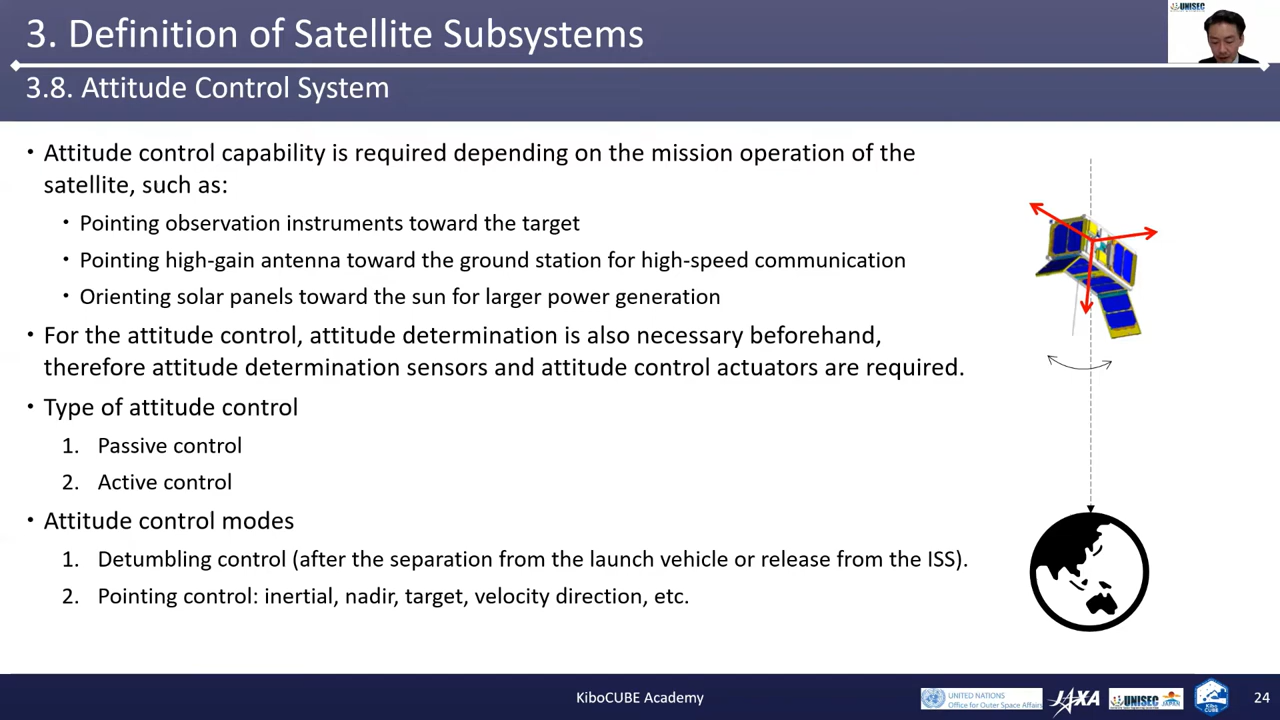 UNISEC
3. Definition of Satellite Subsystems
3.8. Attitude Control System
・Attitude control capability is required depending on the mission operation of the
satellite, such as:
・Pointing observation instruments toward the target
・Pointing high-gain antenna toward the ground station for high-speed communication
・Orienting solar panels toward the sun for larger power generation
・For the attitude control, attitude determination is also necessary beforehand,
therefore attitude determination sensors and attitude control actuators are required.
・Type of attitude control
1. Passive control
2. Active control
・Attitude control modes
1. Detumbling control (after the separation from the launch vehicle or release from the ISS).
2. Pointing control: inertial, nadir, target, velocity direction, etc.
KiboCUBE Academy
UNITED NATIONS
Office for Outer Space Affairs
JAXA
UNISEC
JAPAN
Kibo
CUBE
24